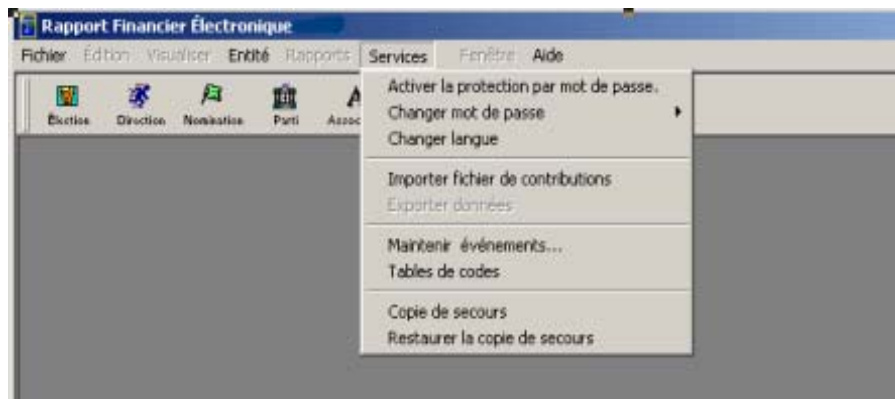 Rapport Financier Électronique
Fichier Édition Visualiser Entité Rapports Services Fenêtre Aide
Élection Direction Nomination Parti Assoc
Activer la protection par mot de passe.
Changer mot de passe
Changer langue
Importer fichier de contributions
Exporter données
Maintenir événements...
Tables de codes
Copie de secours
Restaurer la copie de secours